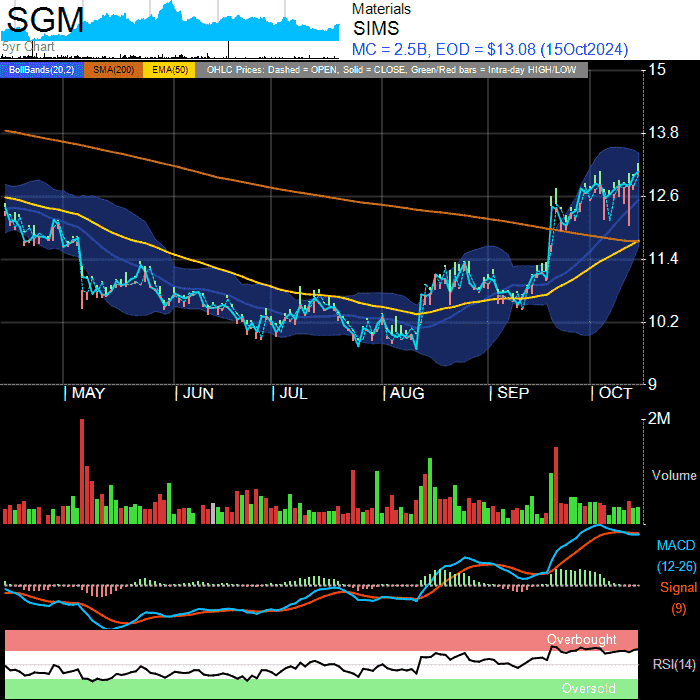 SGM
5yr Chart
Materials
SIMS
MC = 2.5B, EOD = $13.08 (15Oct2024)
BollBands(20,2) SMA(200) EMA(50) OHLC Prices: Dashed = OPEN, Solid = CLOSE, Green/Red bars = Intra-day HIGH/LOW
15
13.8
12.6
11.4
10.2
9
MAY JUN JUL AUG SEP OCT
2M
Volume
MACD
(12-26)
Signal
(9)
Overbought
RSI(14)
Oversold